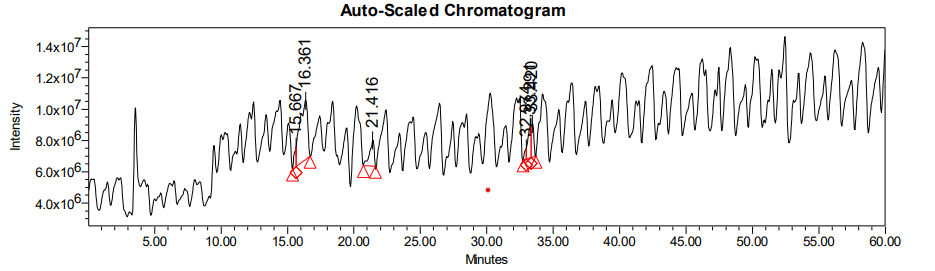 Auto-Scaled Chromatogram
Intensity
1.4x10⁷
1.2x10⁷
1.0x10⁷
8.0x10⁶
6.0x10⁶
4.0x10⁶
15.667
16.361
21.416
5.00 10.00 15.00 20.00 25.00 30.00 35.00 40.00 45.00 50.00 55.00 60.00
Minutes